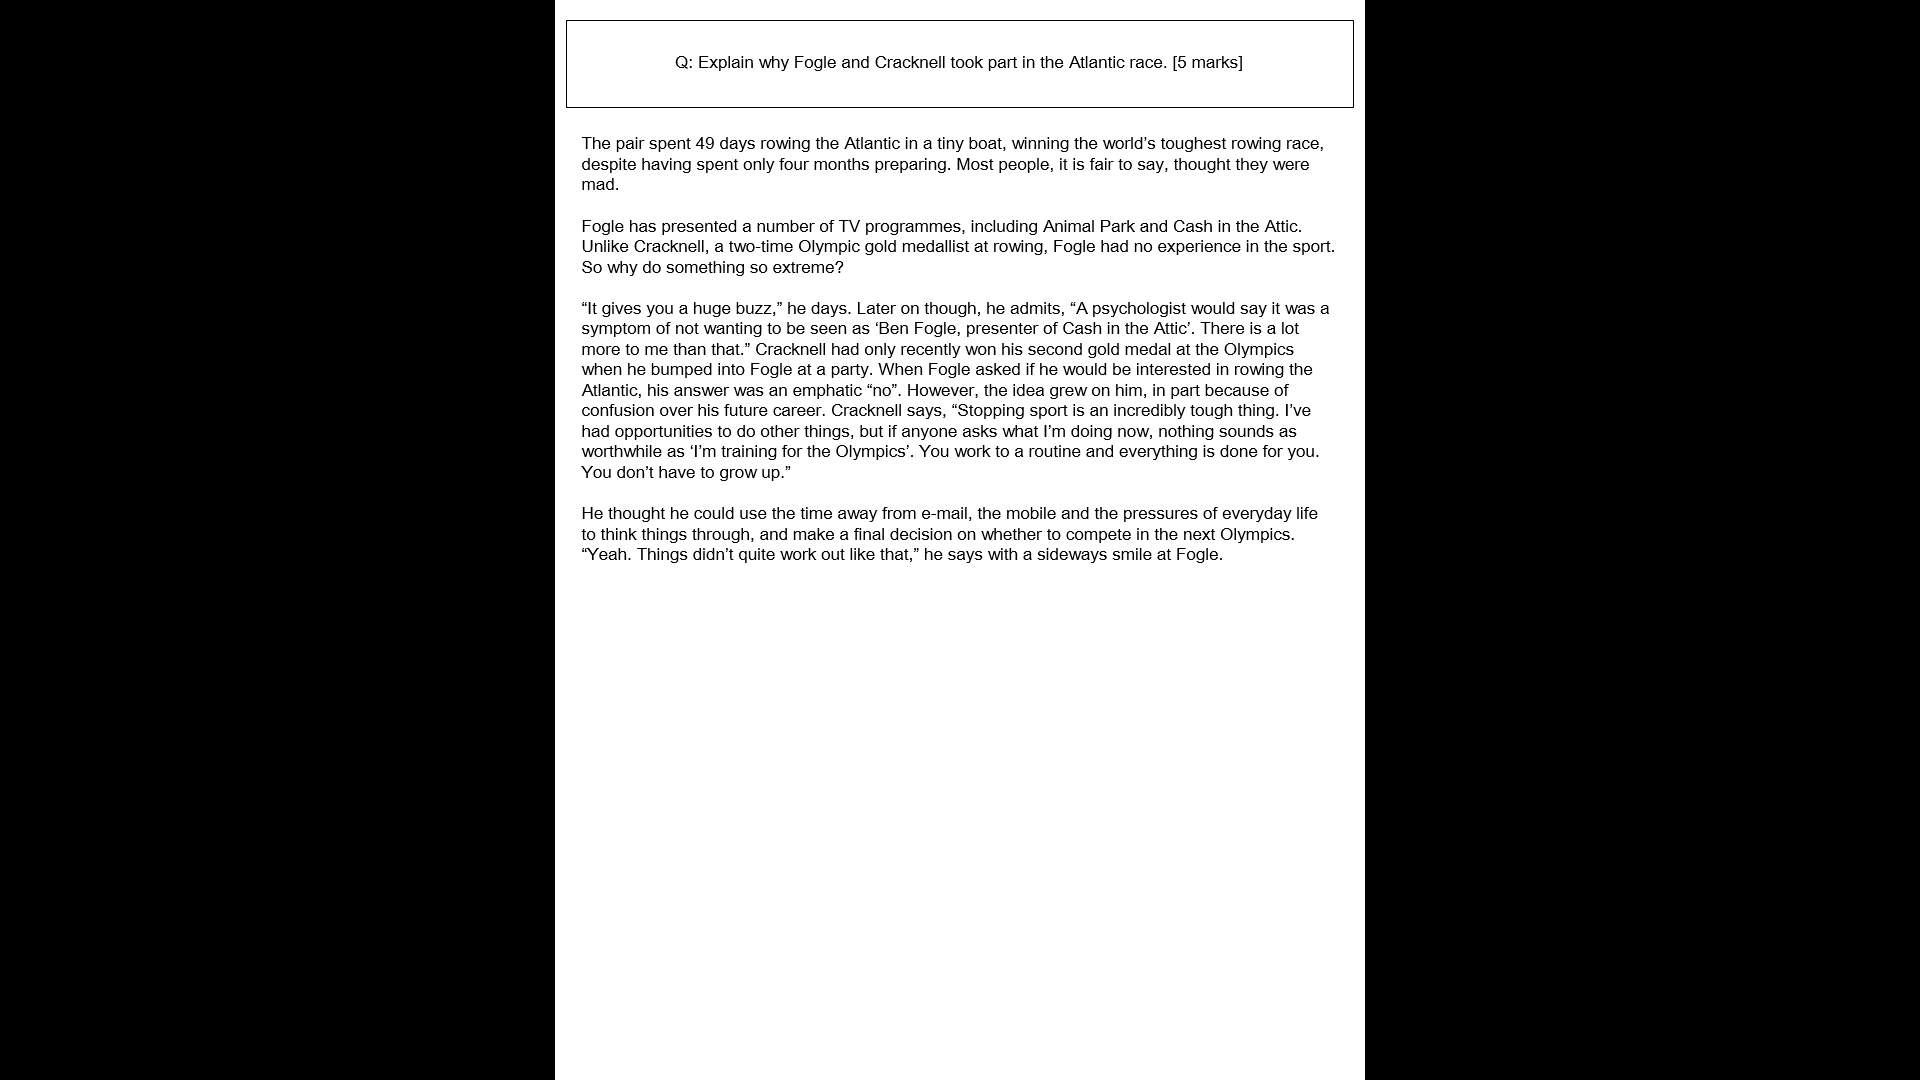 Q: Explain why Fogle and Cracknell took part in the Atlantic race. [5 marks]
The pair spent 49 days rowing the Atlantic in a tiny boat, winning the world’s toughest rowing race,
despite having spent only four months preparing. Most people, it is fair to say, thought they were
mad.
Fogle has presented a number of TV programmes, including Animal Park and Cash in the Attic.
Unlike Cracknell, a two-time Olympic gold medallist at rowing, Fogle had no experience in the sport.
So why do something so extreme?
“It gives you a huge buzz,” he days. Later on though, he admits, “A psychologist would say it was a
symptom of not wanting to be seen as ‘Ben Fogle, presenter of Cash in the Attic’. There is a lot
more to me than that.” Cracknell had only recently won his second gold medal at the Olympics
when he bumped into Fogle at a party. When Fogle asked if he would be interested in rowing the
Atlantic, his answer was an emphatic “no”. However, the idea grew on him, in part because of
confusion over his future career. Cracknell says, “Stopping sport is an incredibly tough thing. I’ve
had opportunities to do other things, but if anyone asks what I’m doing now, nothing sounds as
worthwhile as ‘I’m training for the Olympics’. You work to a routine and everything is done for you.
You don’t have to grow up.”
He thought he could use the time away from e-mail, the mobile and the pressures of everyday life
to think things through, and make a final decision on whether to compete in the next Olympics.
“Yeah. Things didn’t quite work out like that,” he says with a sideways smile at Fogle.